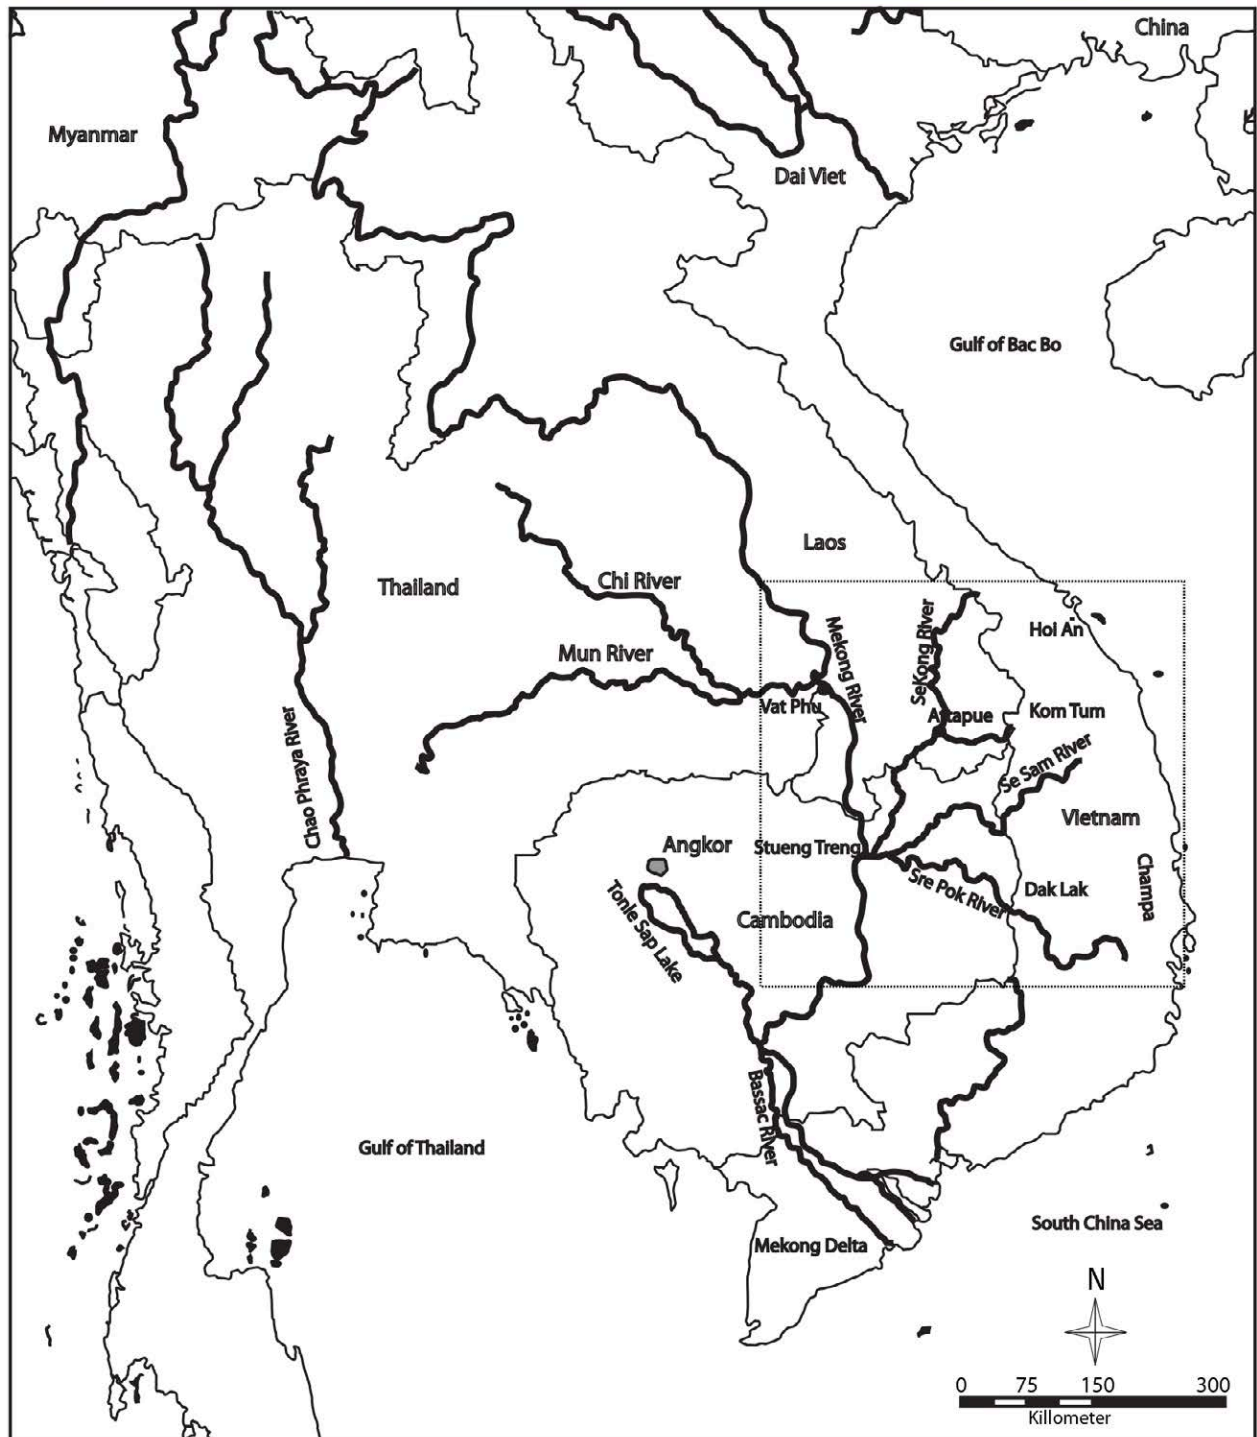 China
Myanmar
Dai Viet
Gulf of Bac Bo
Laos
Thailand
Chi River
Mun River
Mekong River
SeKong River
Hoi An
Vat Phu
Attapue
Kom Tum
Se Sam River
Chao Phraya River
Vietnam
Angkor
Stueng Treng
Tonle Sap Lake
Cambodia
Sre Pok River
Dak Lak
Champa
Bassac River
Gulf of Thailand
South China Sea
Mekong Delta
N
0 75 150 300
Killometer